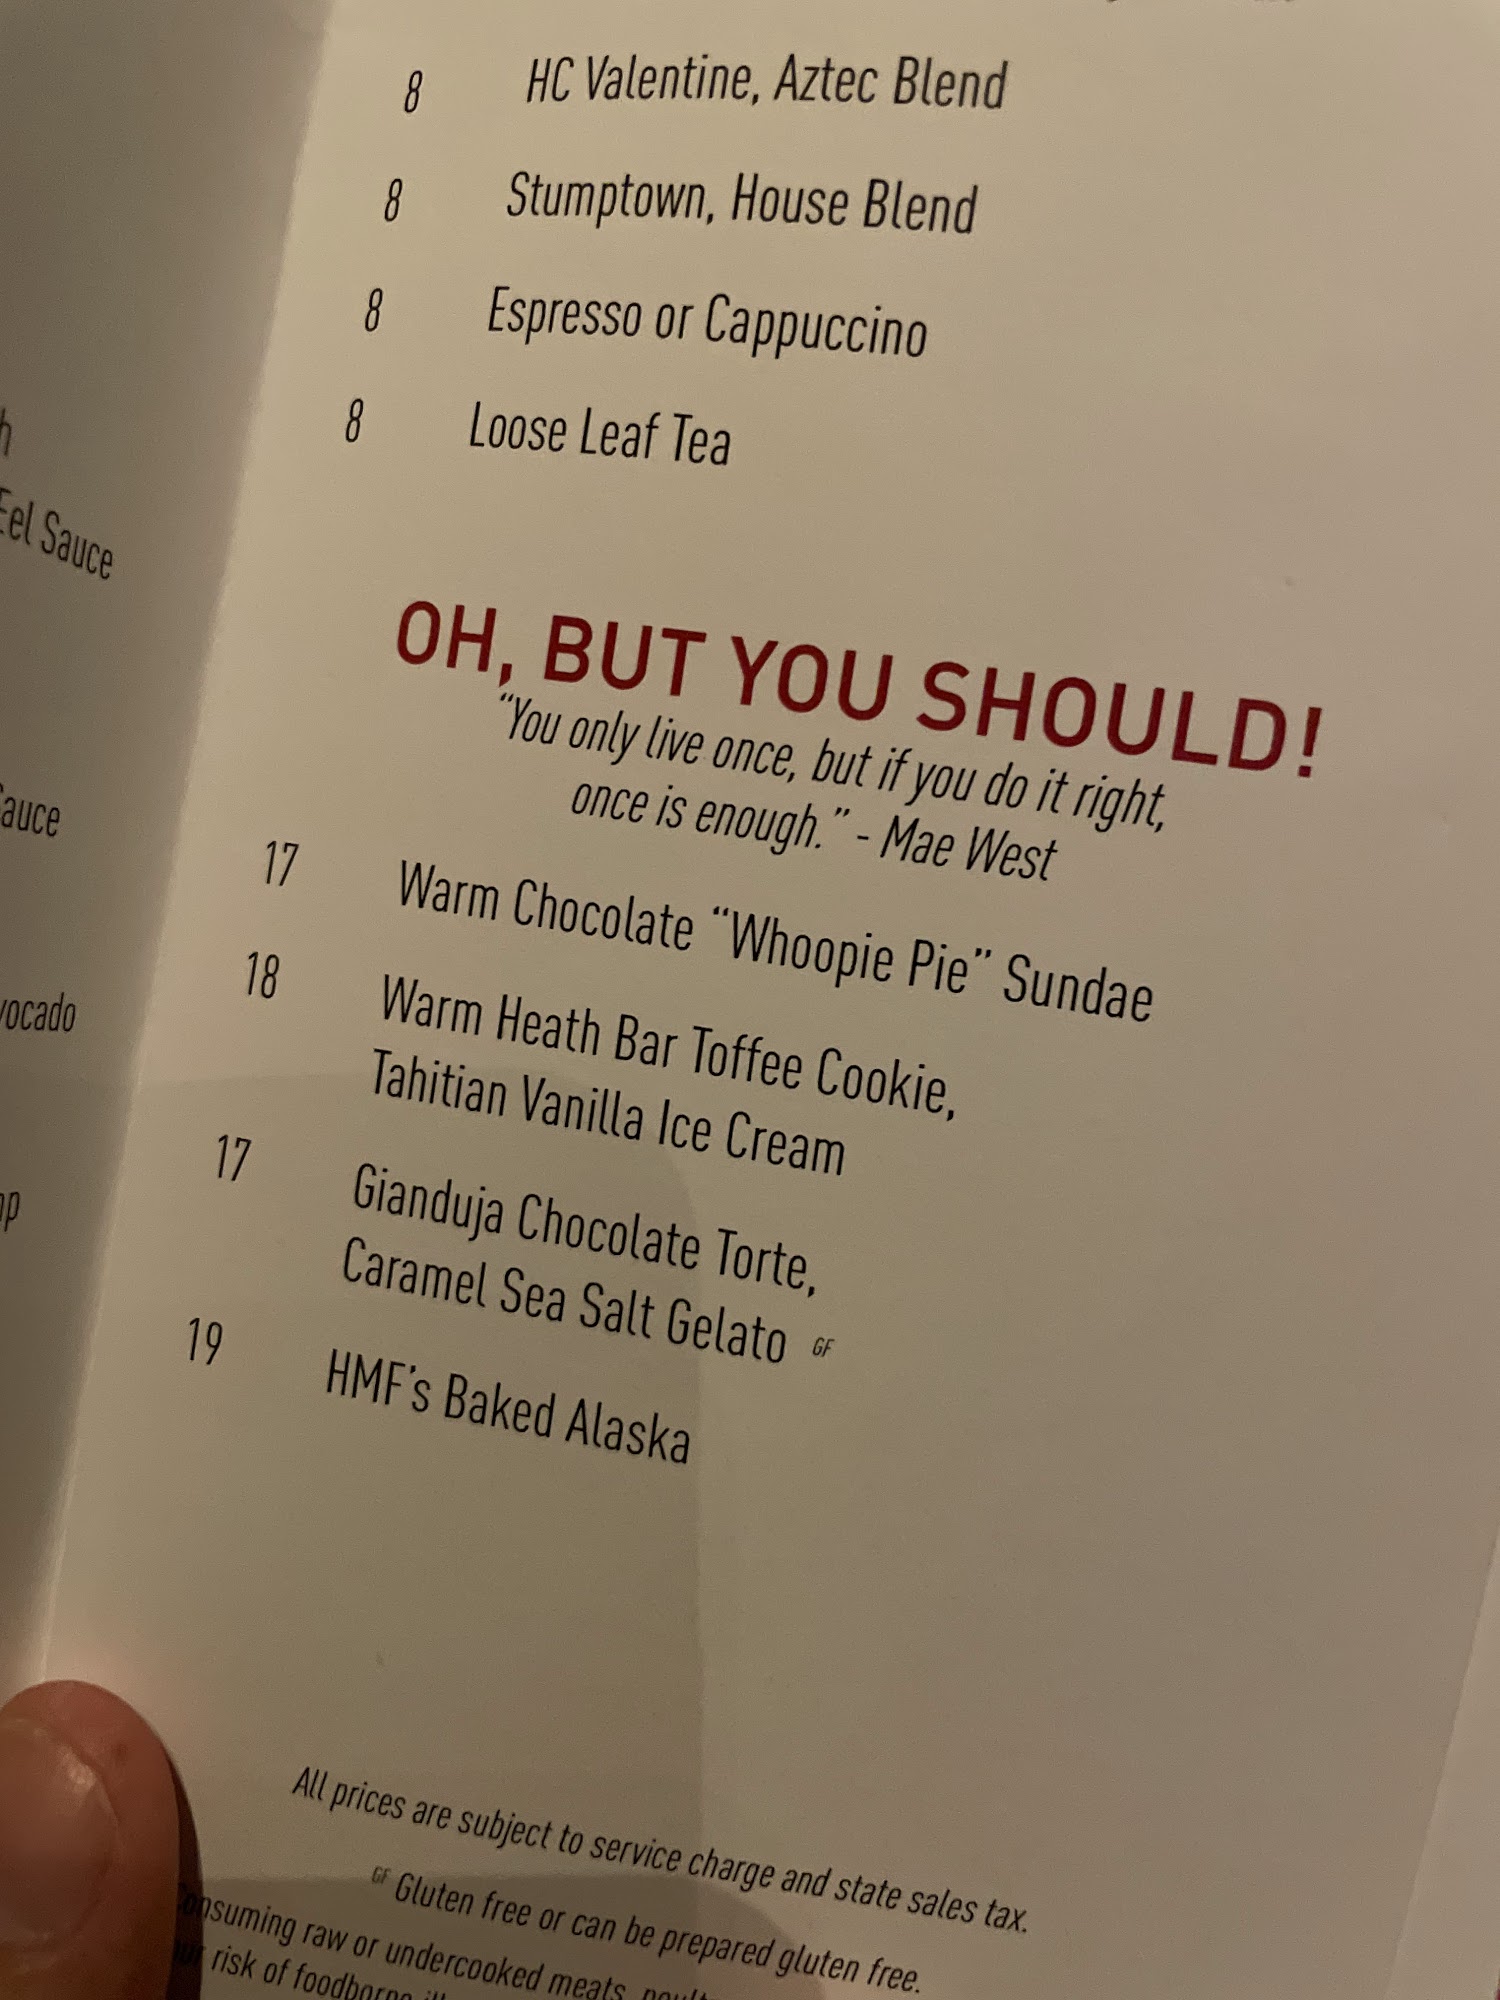 8 HC Valentine, Aztec Blend
8 Stumptown, House Blend
8 Espresso or Cappuccino
8 Loose Leaf Tea
Eel Sauce
OH, BUT YOU SHOULD!
“You only live once, but if you do it right,
once is enough.” - Mae West
17 Warm Chocolate “Whoopie Pie” Sundae
18 Warm Heath Bar Toffee Cookie,
Tahitian Vanilla Ice Cream
17 Gianduja Chocolate Torte,
Caramel Sea Salt Gelato GF
19 HMF's Baked Alaska
All prices are subject to service charge and state sales tax.
GF Gluten free or can be prepared gluten free.
Consuming raw or undercooked meats,
risk of foodborne